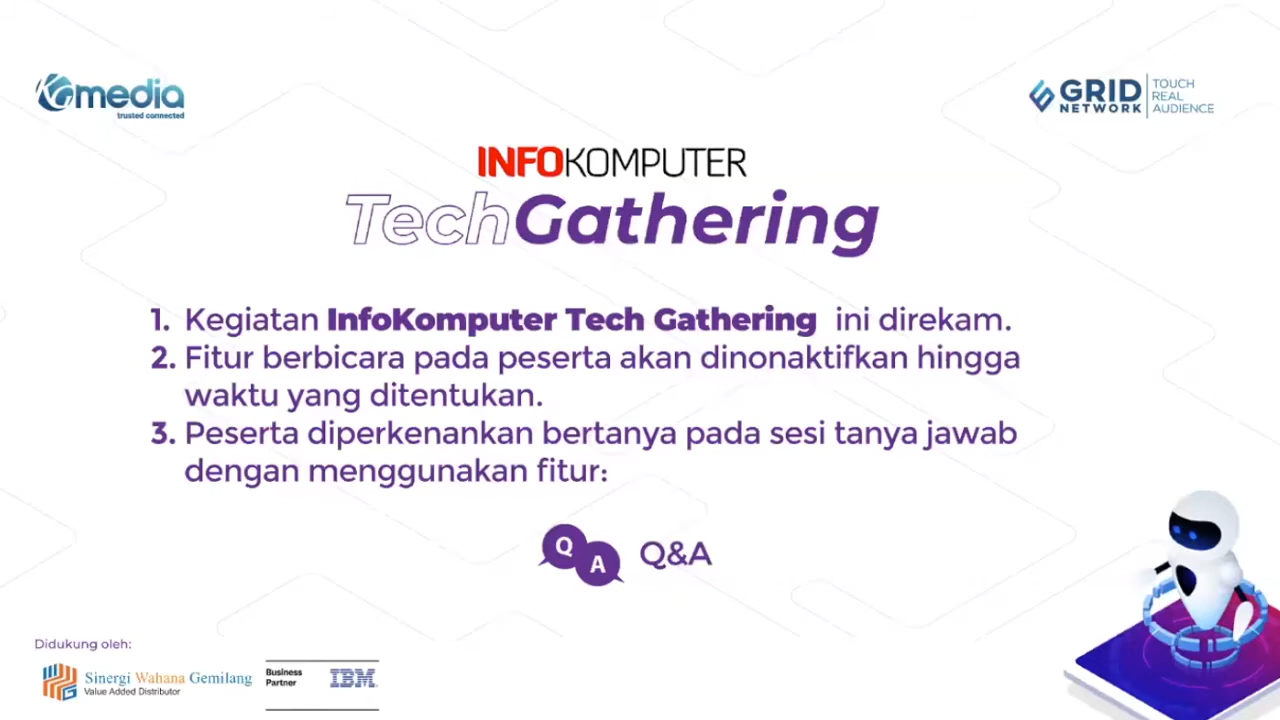 KGmedia
trusted connected
GRID
NETWORK
TOUCH
REAL
AUDIENCE
INFOKOMPUTER
TechGathering
1. Kegiatan InfoKomputer Tech Gathering ini direkam.
2. Fitur berbicara pada peserta akan dinonaktifkan hingga
waktu yang ditentukan.
3. Peserta diperkenankan bertanya pada sesi tanya jawab
dengan menggunakan fitur:
Q A Q&A
Didukung oleh:
Sinergi Wahana Gemilang
Value Added Distributor
Business
Partner
IBM